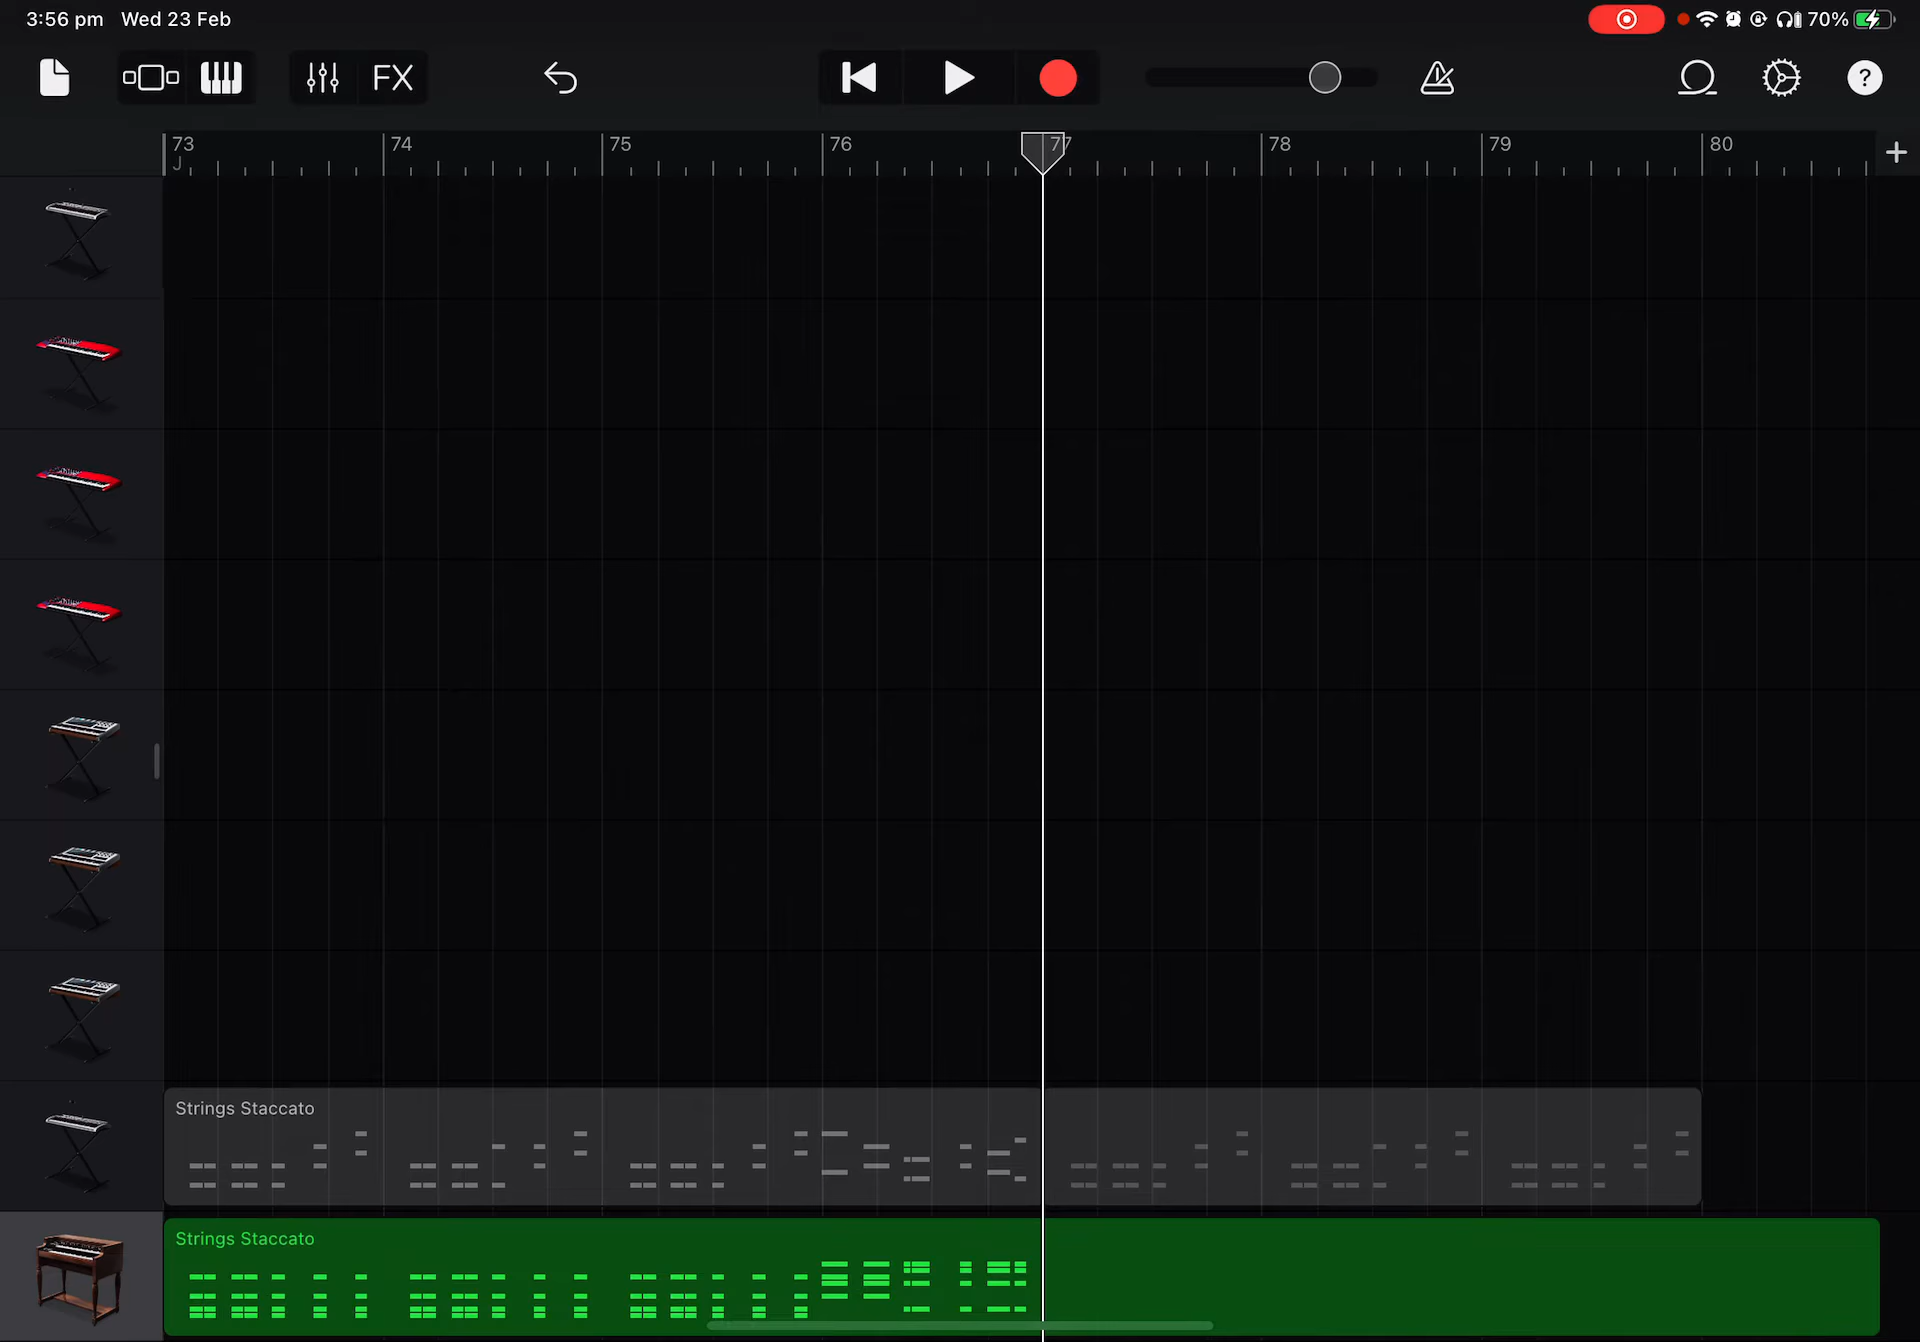 3:56 pm Wed 23 Feb
70%
FX
?
73 74 75 76 77 78 79 80
J
Strings Staccato
Strings Staccato